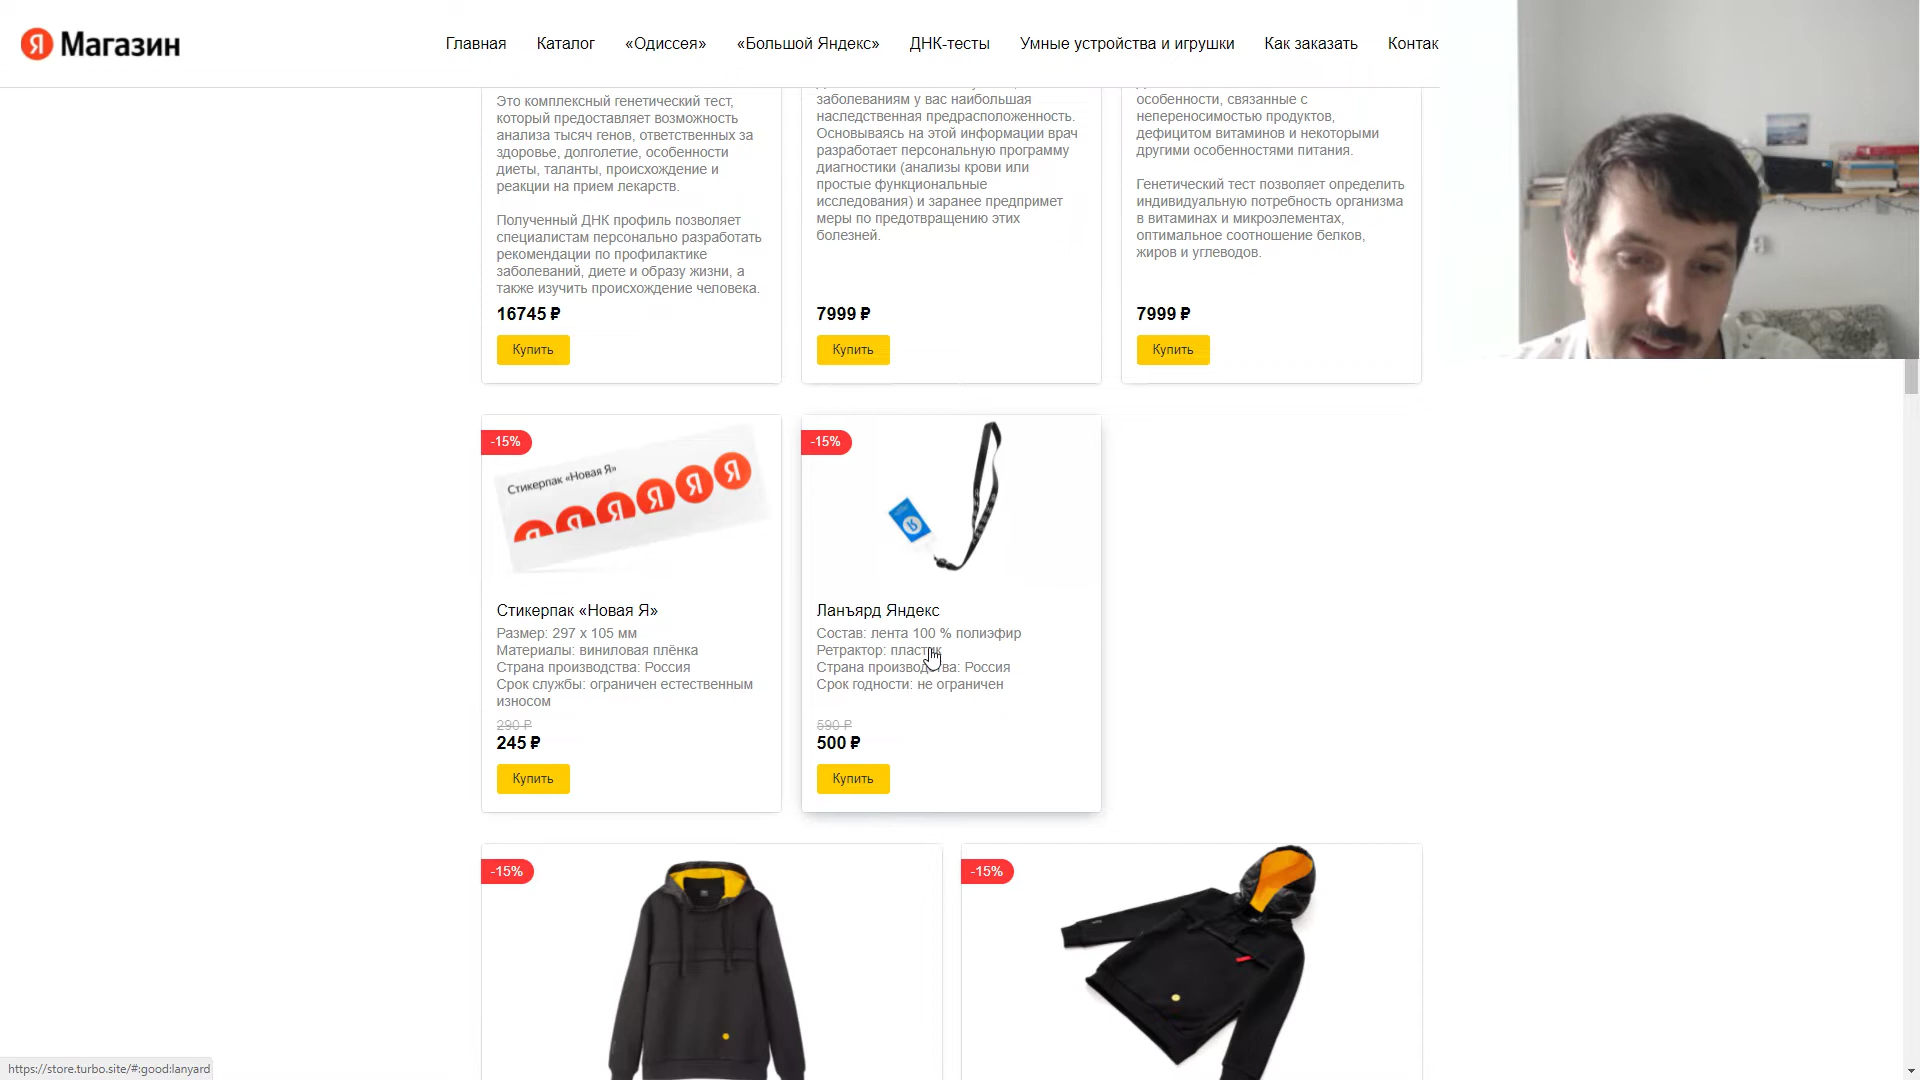 Я Магазин
Главная Каталог «Одиссея» «Большой Яндекс» ДНК-тесты Умные устройства и игрушки Как заказать Контак
Это комплексный генетический тест,
который предоставляет возможность
анализа тысяч генов, ответственных за
здоровье, долголетие, особенности
диеты, таланты, происхождение и
реакции на прием лекарств.
Полученный ДНК профиль позволяет
специалистам персонально разработать
рекомендации по профилактике
заболеваний, диете и образу жизни, а
также изучить происхождение человека.
16745 ₽
Купить
заболеваниям у вас наибольшая
наследственная предрасположенность.
Основываясь на этой информации врач
разработает персональную программу
диагностики (анализы крови или
простые функциональные
исследования) и заранее предпримет
меры по предотвращению этих
болезней.
7999 ₽
Купить
особенности, связанные с
непереносимостью продуктов,
дефицитом витаминов и некоторыми
другими особенностями питания.
Генетический тест позволяет определить
индивидуальную потребность организма
в витаминах и микроэлементах,
оптимальное соотношение белков,
жиров и углеводов.
7999 ₽
Купить
-15%
Стикерпак «Новая Я»
Я Я Я Я Я Я
Стикерпак «Новая Я»
Размер: 297 x 105 мм
Материалы: виниловая плёнка
Страна производства: Россия
Срок службы: ограничен естественным
износом
290 ₽
245 ₽
Купить
-15%
Я
Ланъярд Яндекс
Состав: лента 100 % полиэфир
Ретрактор: пластик
Страна производства: Россия
Срок годности: не ограничен
590 ₽
500 ₽
Купить
-15%
-15%
https://store.turbo.site/#:good:lanyard